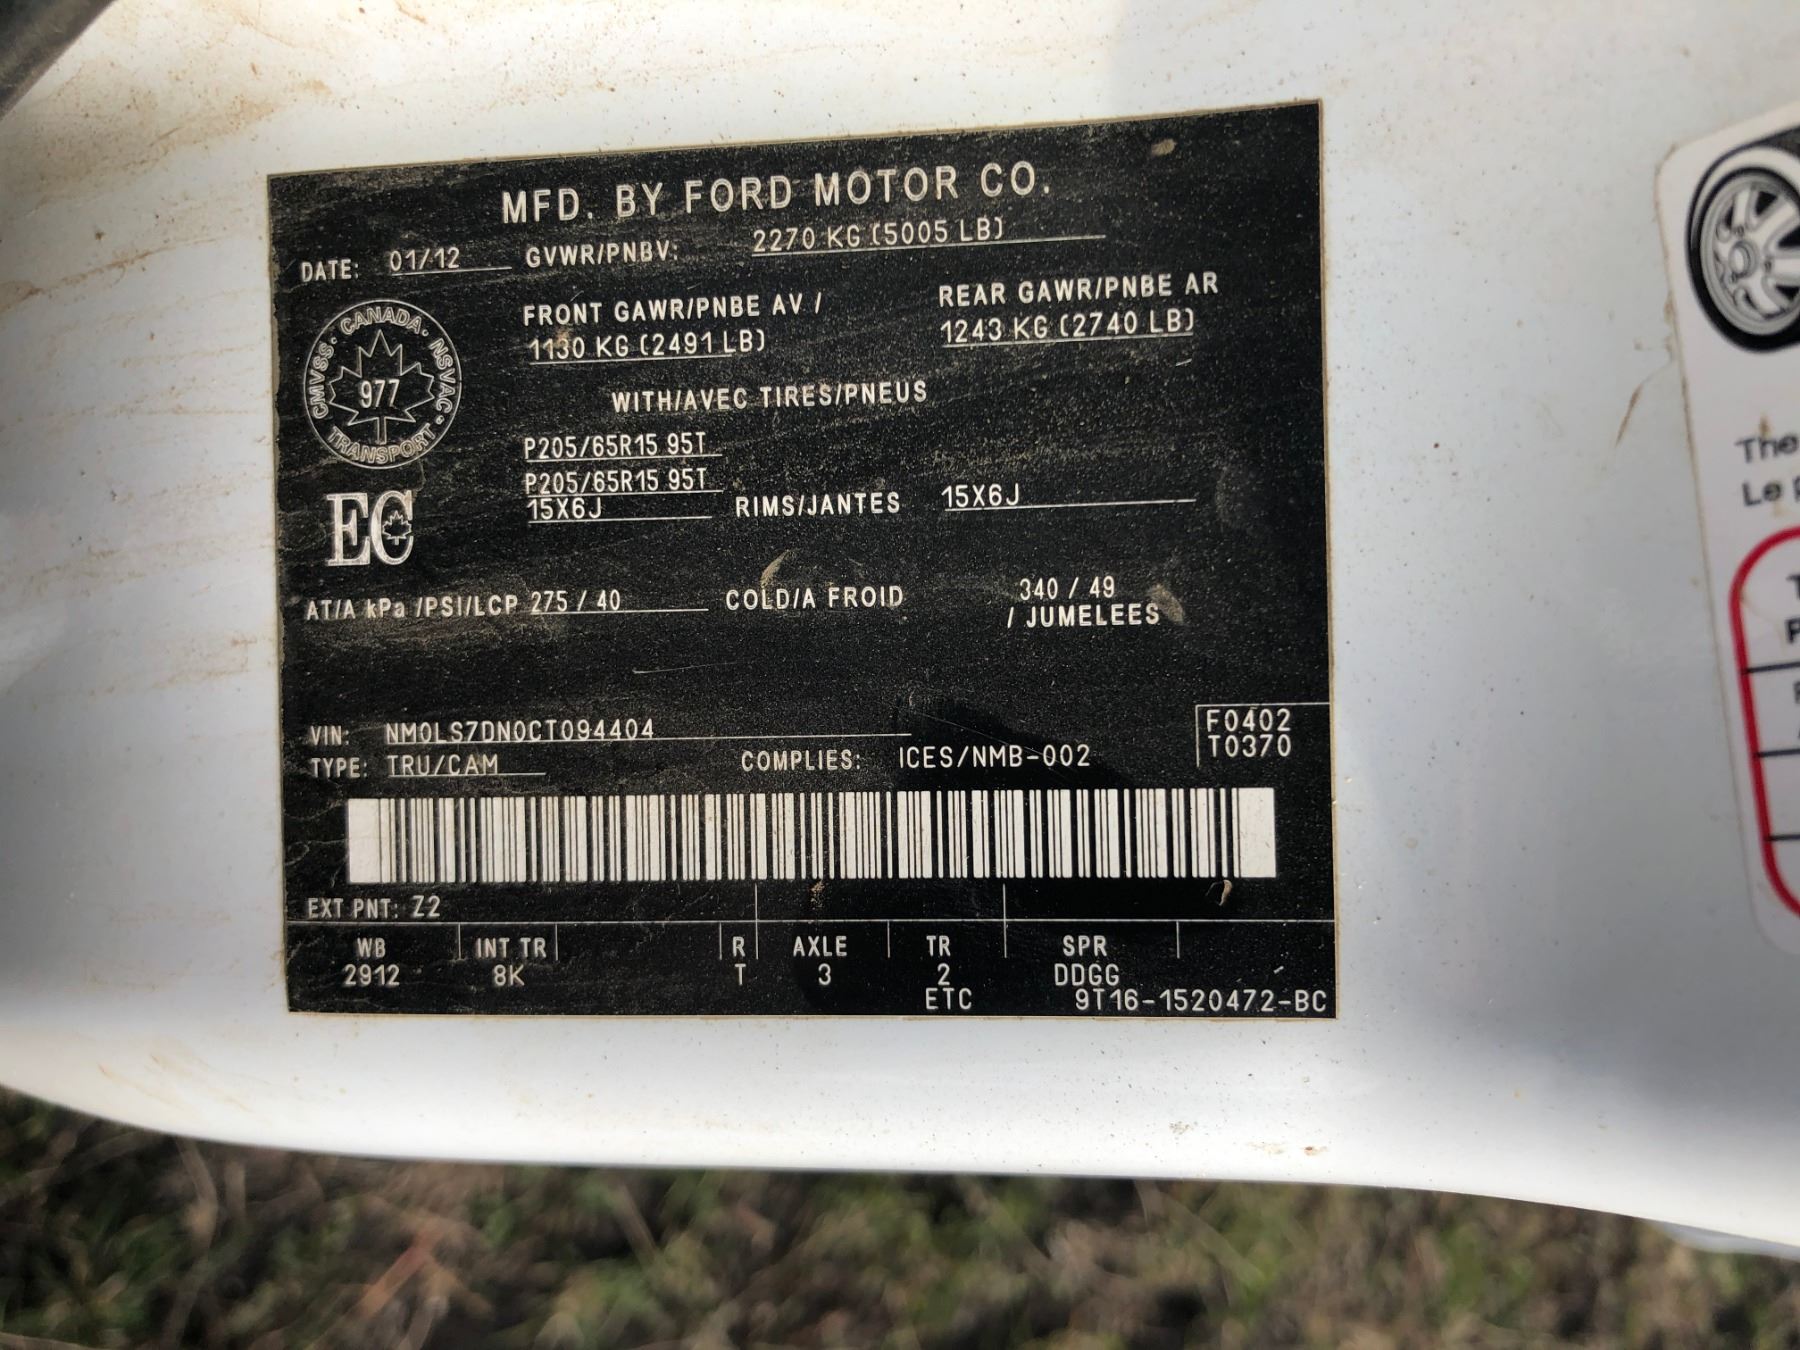 MFD. BY FORD MOTOR CO.
DATE: 01/12 GVWR/PNBV: 2270 KG (5005 LB)
FRONT GAWR/PNBE AV / REAR GAWR/PNBE AR
1130 KG (2491 LB) 1243 KG (2740 LB)
CMVSS. CANADA. NSVAC. TRANSPORT
977
WITH/AVEC TIRES/PNEUS
P205/65R15 95T
P205/65R15 95T
15X6J RIMS/JANTES 15X6J
EC
AT/A kPa /PSI/LCP 275 / 40 COLD/A FROID 340 / 49
/ JUMELEES
VIN: NM0LS7DN0CT094404 F0402
TYPE: TRU/CAM COMPLIES: ICES/NMB-002 T0370
EXT PNT: Z2
WB INT TR R AXLE TR SPR
2912 8K T 3 2 DDGG
ETC 9T16-1520472-BC
The
Le